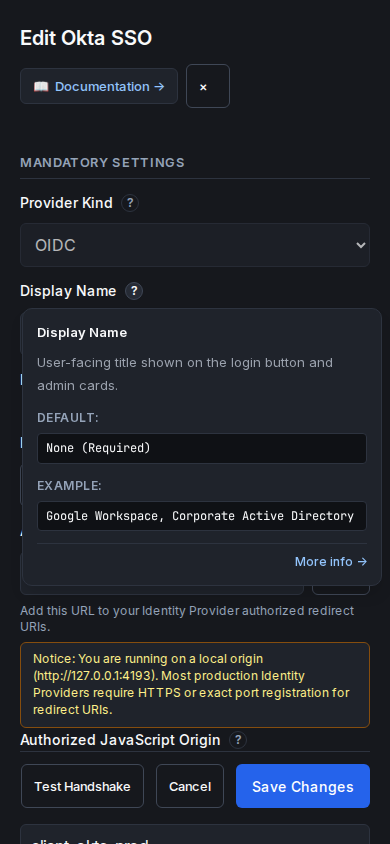 Edit Okta SSO
📖 Documentation →
×
MANDATORY SETTINGS
Provider Kind ?
OIDC
Display Name ?
Display Name
User-facing title shown on the login button and
admin cards.
DEFAULT:
None (Required)
EXAMPLE:
Google Workspace, Corporate Active Directory
More info →
Add this URL to your Identity Provider authorized redirect
URIs.
Notice: You are running on a local origin
(http://127.0.0.1:4193). Most production Identity
Providers require HTTPS or exact port registration for
redirect URIs.
Authorized JavaScript Origin ?
Test Handshake
Cancel
Save Changes
client_okta_prod